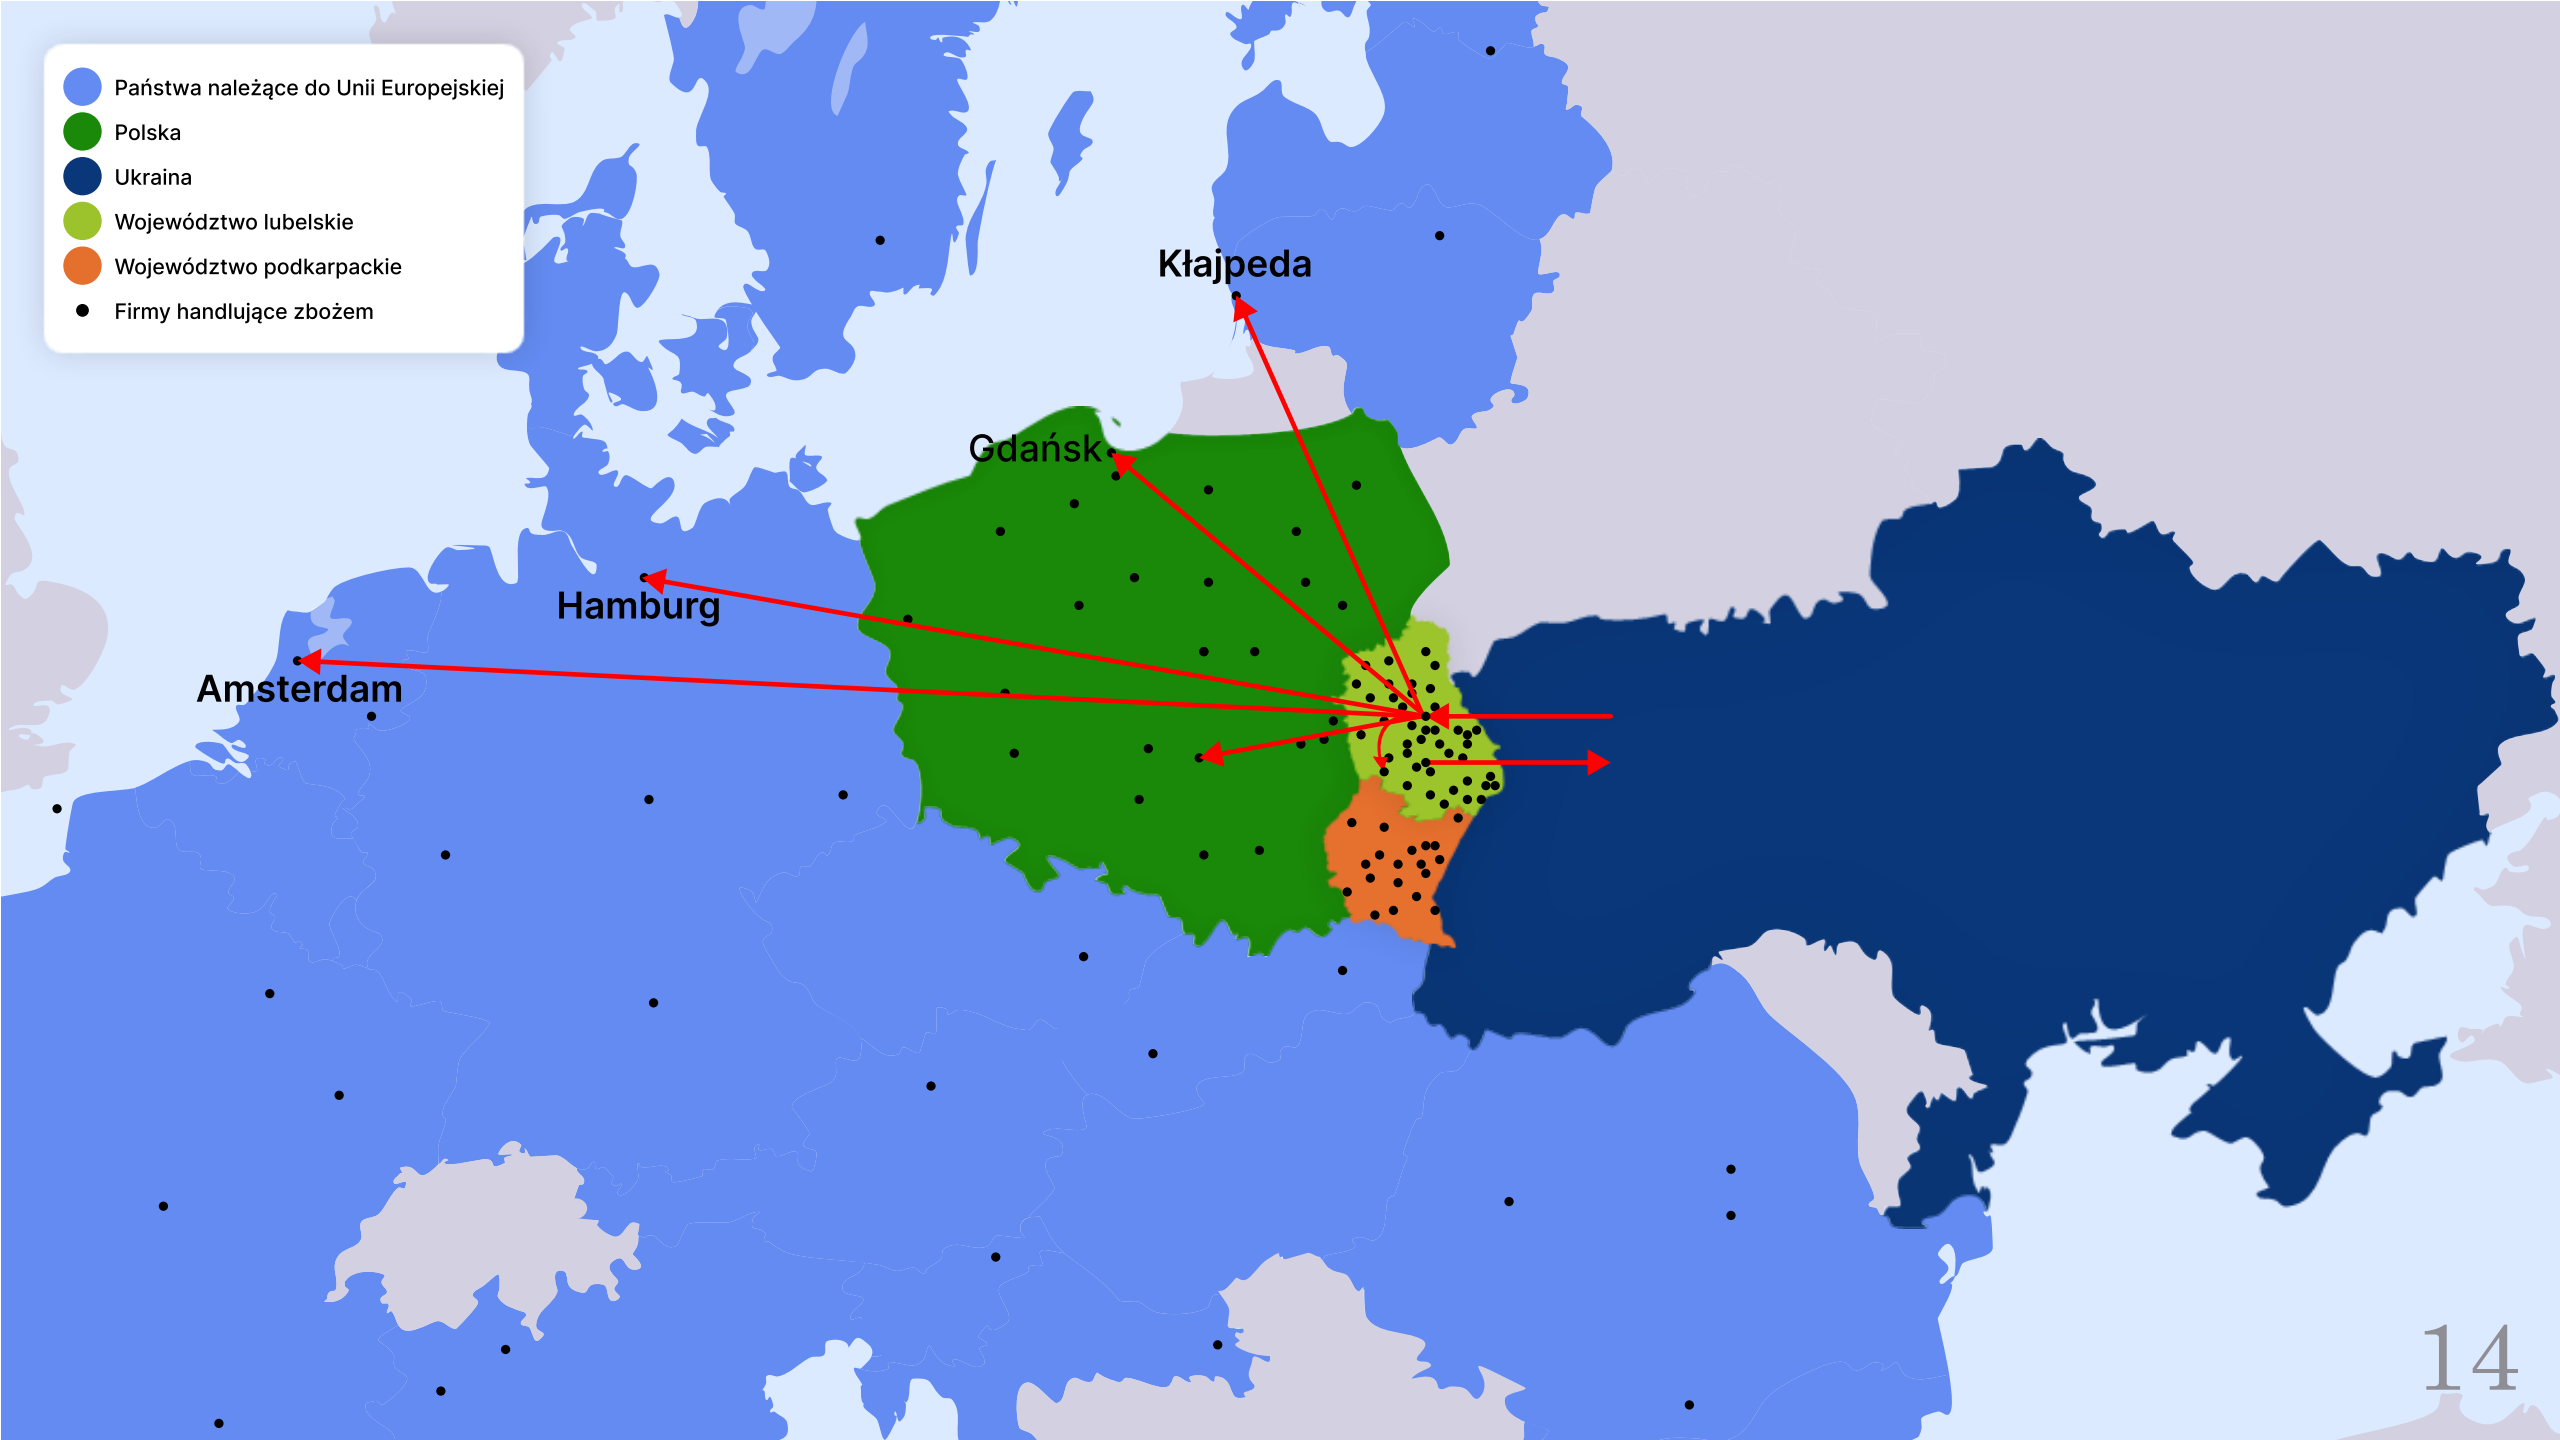 Państwa należące do Unii Europejskiej
Polska
Ukraina
Województwo lubelskie
Województwo podkarpackie
Firmy handlujące zbożem
Kłajpeda
Gdańsk
Hamburg
Amsterdam
14